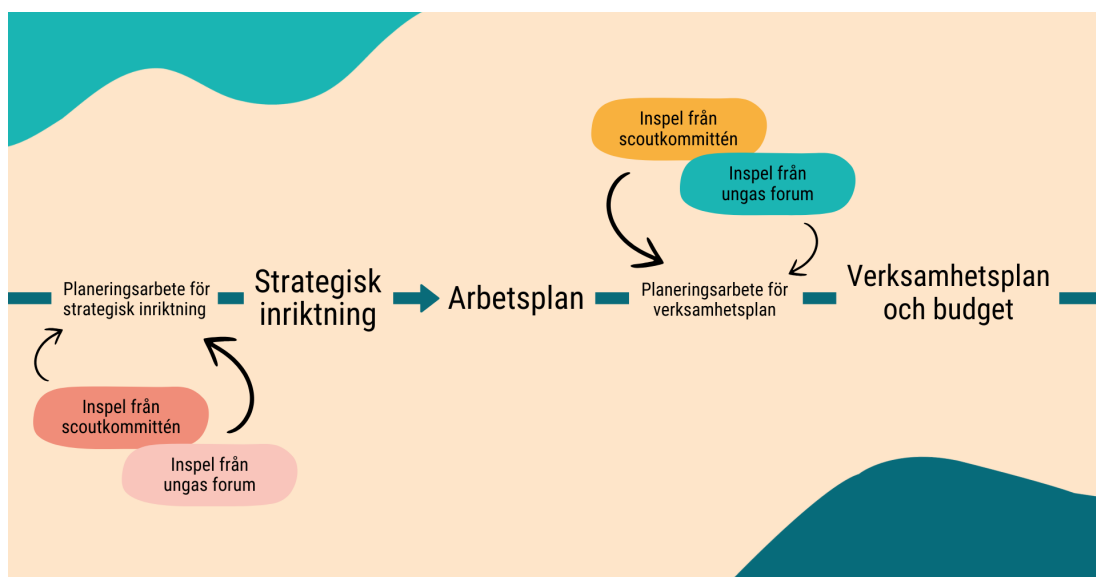 Inspel från
scoutkommittén
Inspel från
ungas forum
Planeringsarbete för
strategisk inriktning
Strategisk
inriktning
Arbetsplan
Planeringsarbete för
verksamhetsplan
Verksamhetsplan
och budget
Inspel från
scoutkommittén
Inspel från
ungas forum